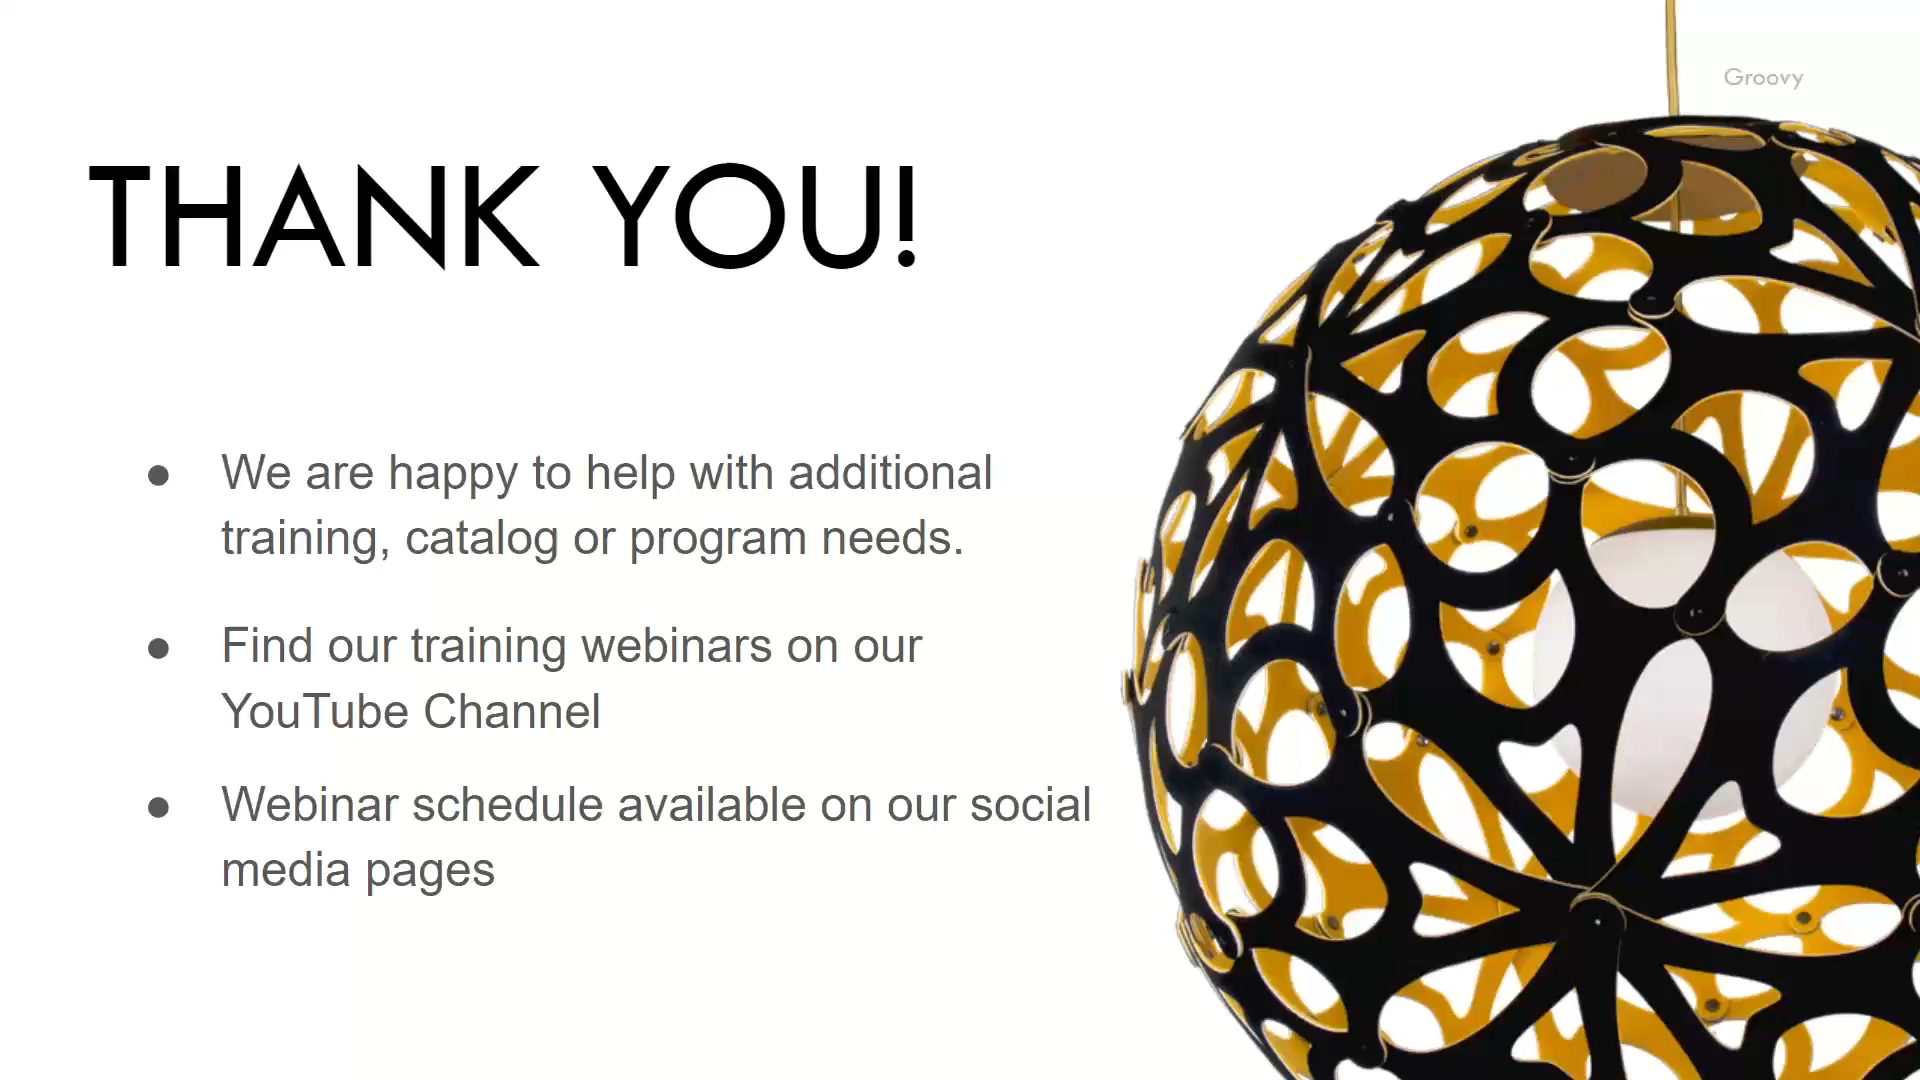 Groovy
THANK YOU!
● We are happy to help with additional
training, catalog or program needs.
● Find our training webinars on our
YouTube Channel
● Webinar schedule available on our social
media pages